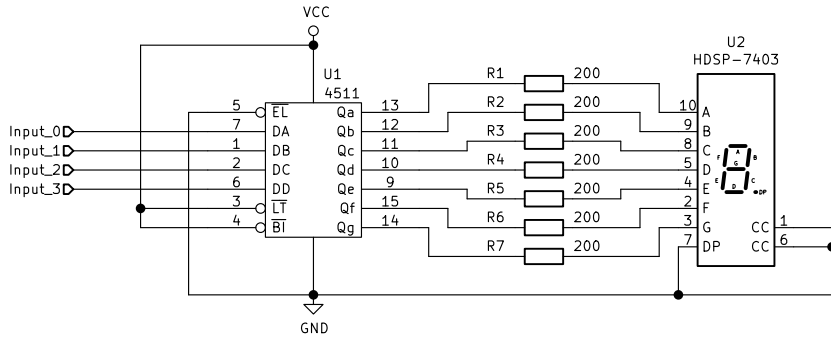 VCC
U1
4511
5 EL Qa 13
Input_0 7 DA Qb 12
Input_1 1 DB Qc 11
Input_2 2 DC Qd 10
Input_3 6 DD Qe 9
3 LT Qf 15
4 BI Qg 14
R1 200
R2 200
R3 200
R4 200
R5 200
R6 200
R7 200
U2
HDSP-7403
10 A
9 B
8 C
5 D
4 E
2 F
3 G CC 1
7 DP CC 6
A
F B
G
E C
D
DP
GND